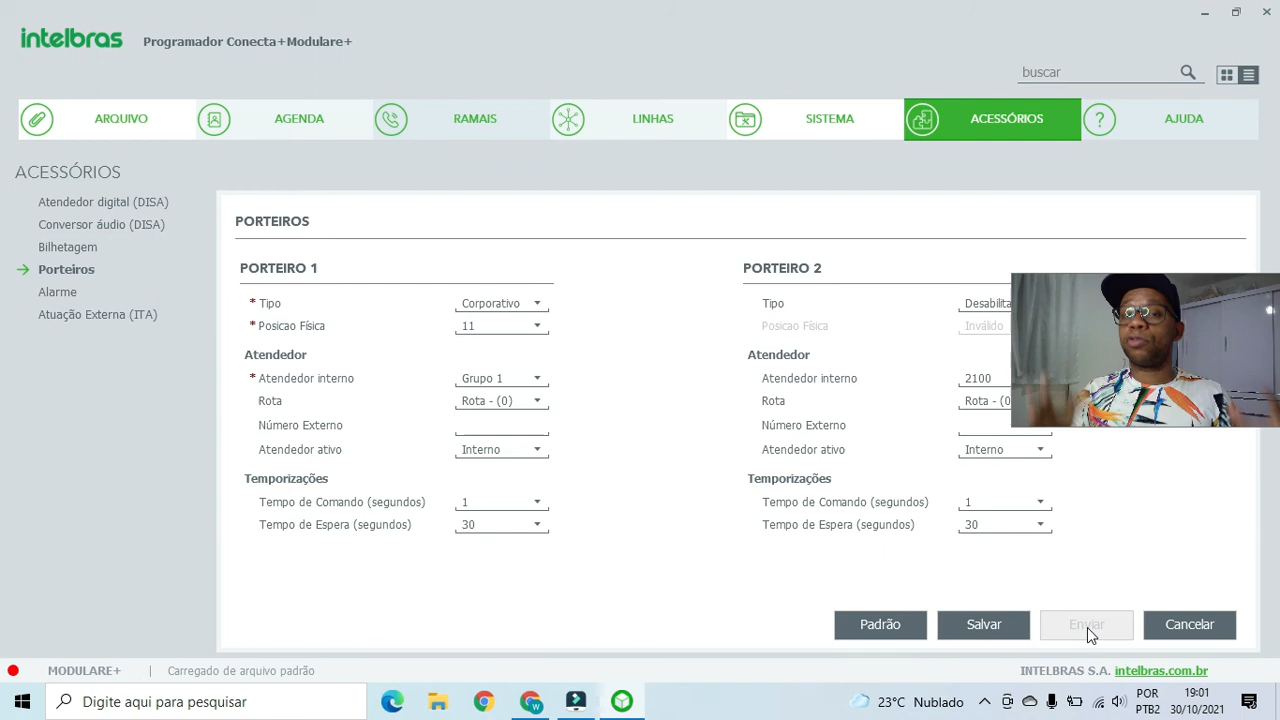 intelbras Programador Conecta+Modulare+
buscar
ARQUIVO AGENDA RAMAIS LINHAS SISTEMA ACESSÓRIOS AJUDA
ACESSÓRIOS
Atendedor digital (DISA)
Conversor áudio (DISA)
Bilhetagem
Porteiros
Alarme
Atuação Externa (ITA)
PORTEIROS
PORTEIRO 1
* Tipo Corporativo
* Posicao Física 11
Atendedor
* Atendedor interno Grupo 1
Rota Rota - (0)
Número Externo
Atendedor ativo Interno
Temporizações
Tempo de Comando (segundos) 1
Tempo de Espera (segundos) 30
PORTEIRO 2
Tipo Desabilita
Posicao Física Inválido
Atendedor
Atendedor interno 2100
Rota Rota - (0)
Número Externo
Atendedor ativo Interno
Temporizações
Tempo de Comando (segundos) 1
Tempo de Espera (segundos) 30
Padrão Salvar Enviar Cancelar
MODULARE+ | Carregado de arquivo padrão INTELBRAS S.A. intelbras.com.br
Digite aqui para pesquisar 23°C Nublado POR 19:01
PTB2 30/10/2021